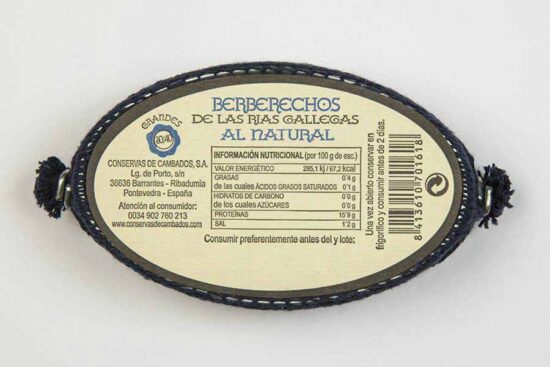 BERBERECHOS
DE LAS RIAS GALLEGAS
AL NATURAL
GRANDES
30/40
CONSERVAS DE CAMBADOS, S.A.
Lg. de Porto, s/n
36636 Barrantes - Ribadumia
Pontevedra - España
Atención al consumidor:
0034 902 760 213
www.conservasdecambados.com
INFORMACIÓN NUTRICIONAL (por 100 g de esc.)
VALOR ENERGÉTICO 285,1 kj / 67,2 kcal
GRASAS 0'4 g
de las cuales ÁCIDOS GRASOS SATURADOS 0'1 g
HIDRATOS DE CARBONO 0'0 g
de los cuales AZÚCARES 0'0 g
PROTEÍNAS 15'9 g
SAL 1'2 g
Consumir preferentemente antes del y lote:
Una vez abierto conservar en
frigorífico y consumir antes de 2 días.
8 413610 701618